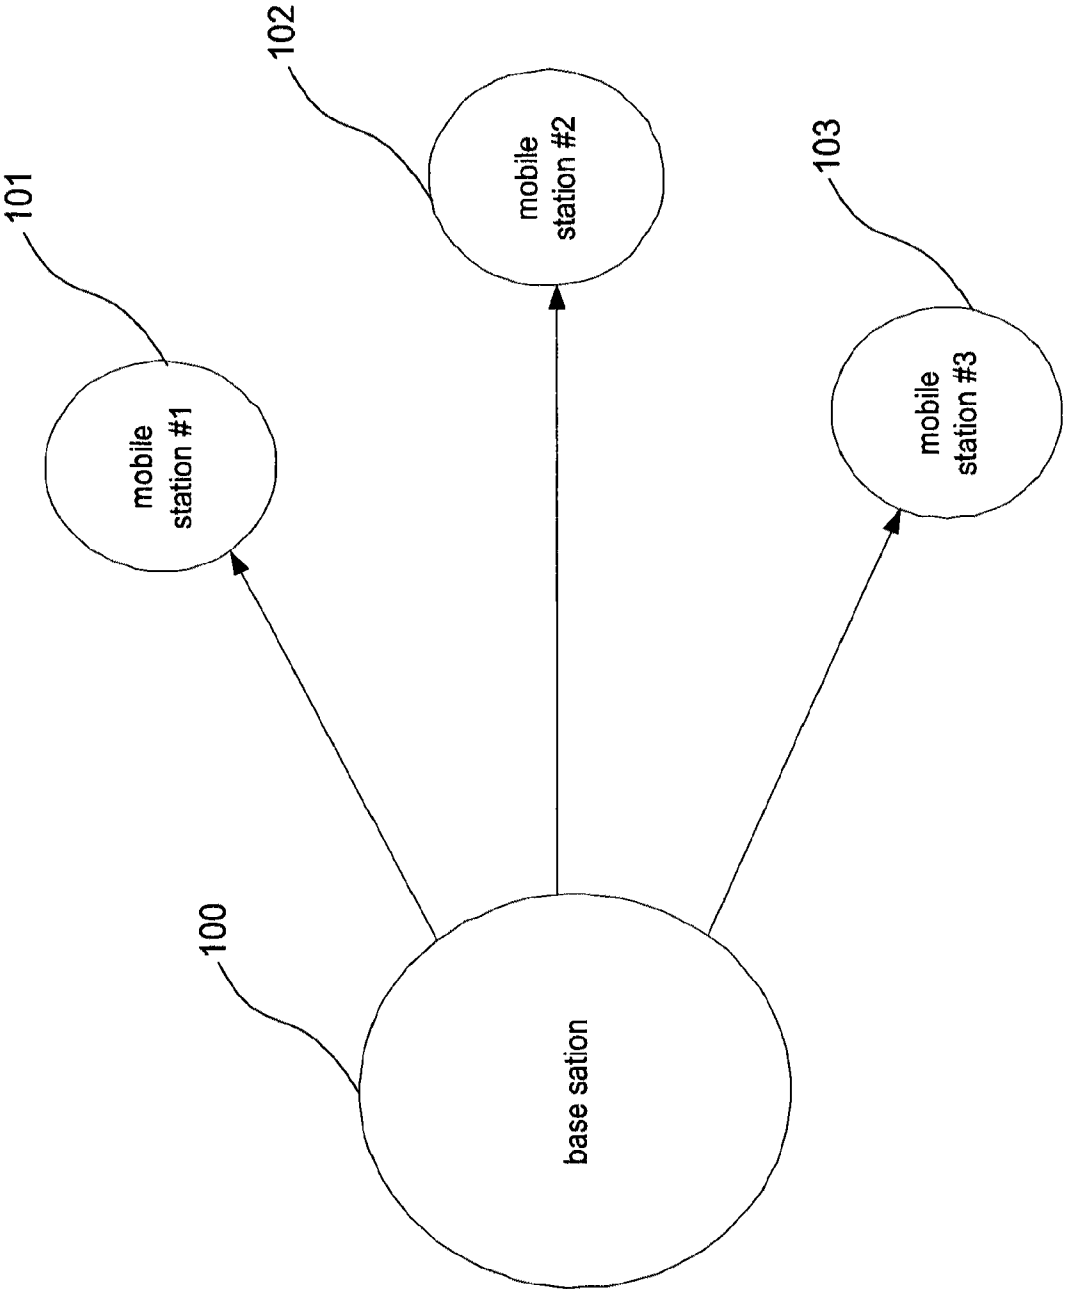 101
mobile
station #1
102
mobile
station #2
103
mobile
station #3
100
base sation